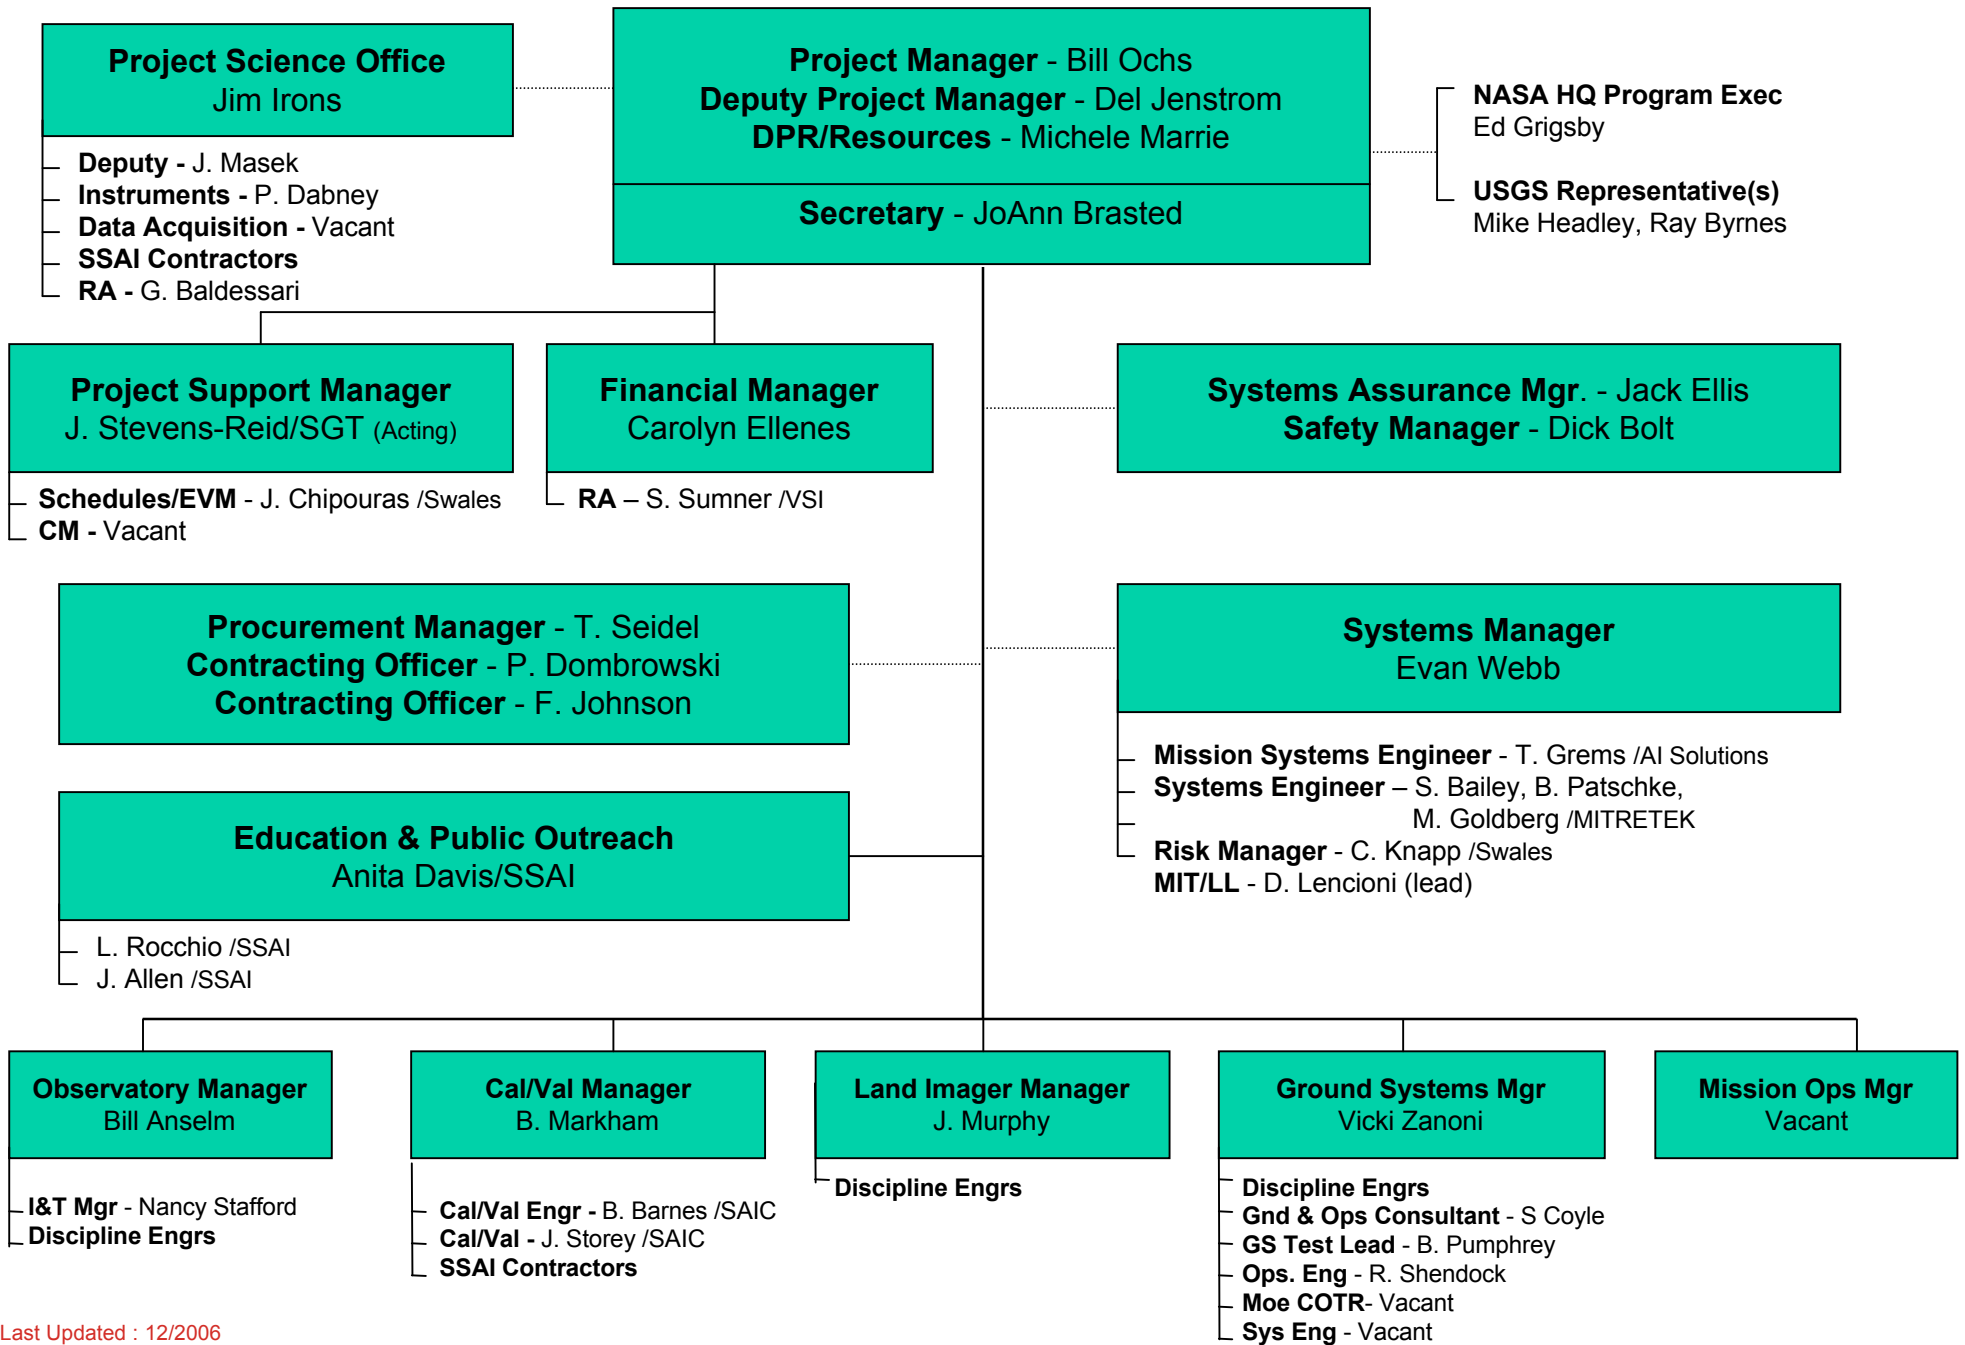 Project Science Office
Jim Irons
Deputy - J. Masek
Instruments - P. Dabney
Data Acquisition - Vacant
SSAI Contractors
RA - G. Baldessari
Project Manager - Bill Ochs
Deputy Project Manager - Del Jenstrom
DPR/Resources - Michele Marrie
Secretary - JoAnn Brasted
NASA HQ Program Exec
Ed Grigsby
USGS Representative(s)
Mike Headley, Ray Byrnes
Project Support Manager
J. Stevens-Reid/SGT (Acting)
Schedules/EVM - J. Chipouras /Swales
CM - Vacant
Financial Manager
Carolyn Ellenes
RA – S. Sumner /VSI
Systems Assurance Mgr. - Jack Ellis
Safety Manager - Dick Bolt
Procurement Manager - T. Seidel
Contracting Officer - P. Dombrowski
Contracting Officer - F. Johnson
Systems Manager
Evan Webb
Mission Systems Engineer - T. Grems /AI Solutions
Systems Engineer – S. Bailey, B. Patschke,
M. Goldberg /MITRETEK
Risk Manager - C. Knapp /Swales
MIT/LL - D. Lencioni (lead)
Education & Public Outreach
Anita Davis/SSAI
L. Rocchio /SSAI
J. Allen /SSAI
Observatory Manager
Bill Anselm
I&T Mgr - Nancy Stafford
Discipline Engrs
Cal/Val Manager
B. Markham
Cal/Val Engr - B. Barnes /SAIC
Cal/Val - J. Storey /SAIC
SSAI Contractors
Land Imager Manager
J. Murphy
Discipline Engrs
Ground Systems Mgr
Vicki Zanoni
Discipline Engrs
Gnd & Ops Consultant - S Coyle
GS Test Lead - B. Pumphrey
Ops. Eng - R. Shendock
Moe COTR- Vacant
Sys Eng - Vacant
Mission Ops Mgr
Vacant
Last Updated : 12/2006